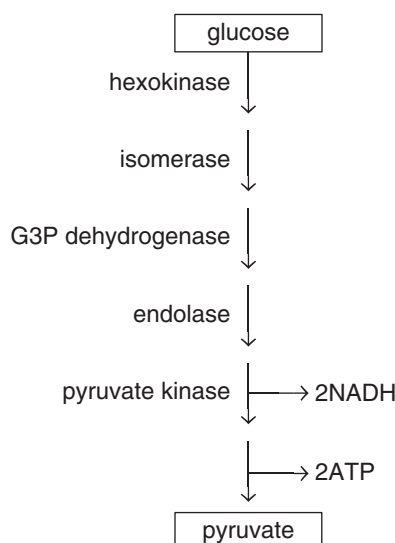 glucose
hexokinase
isomerase
G3P dehydrogenase
endolase
pyruvate kinase
2NADH
2ATP
pyruvate